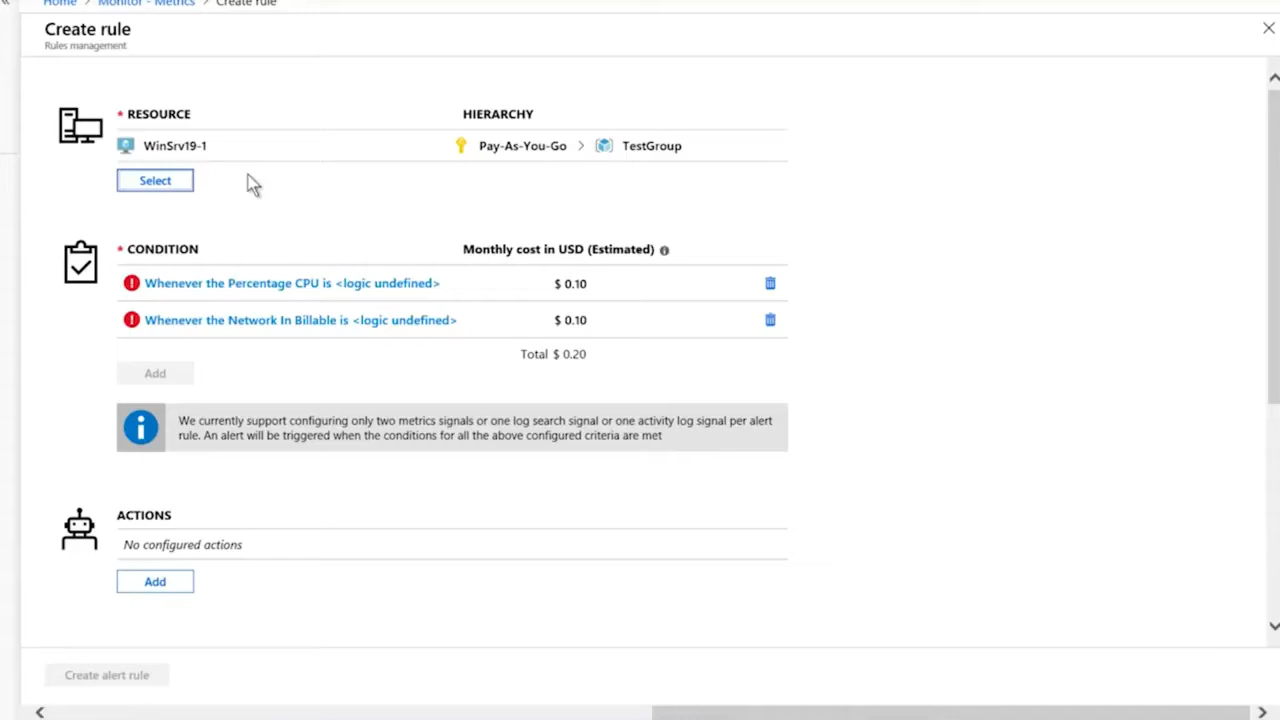 Home > Monitor - Metrics > Create rule
Create rule
Rules management
* RESOURCE HIERARCHY
WinSrv19-1 Pay-As-You-Go > TestGroup
Select
* CONDITION Monthly cost in USD (Estimated)
Whenever the Percentage CPU is <logic undefined> $ 0.10
Whenever the Network In Billable is <logic undefined> $ 0.10
Total $ 0.20
Add
We currently support configuring only two metrics signals or one log search signal or one activity log signal per alert
rule. An alert will be triggered when the conditions for all the above configured criteria are met
ACTIONS
No configured actions
Add
Create alert rule